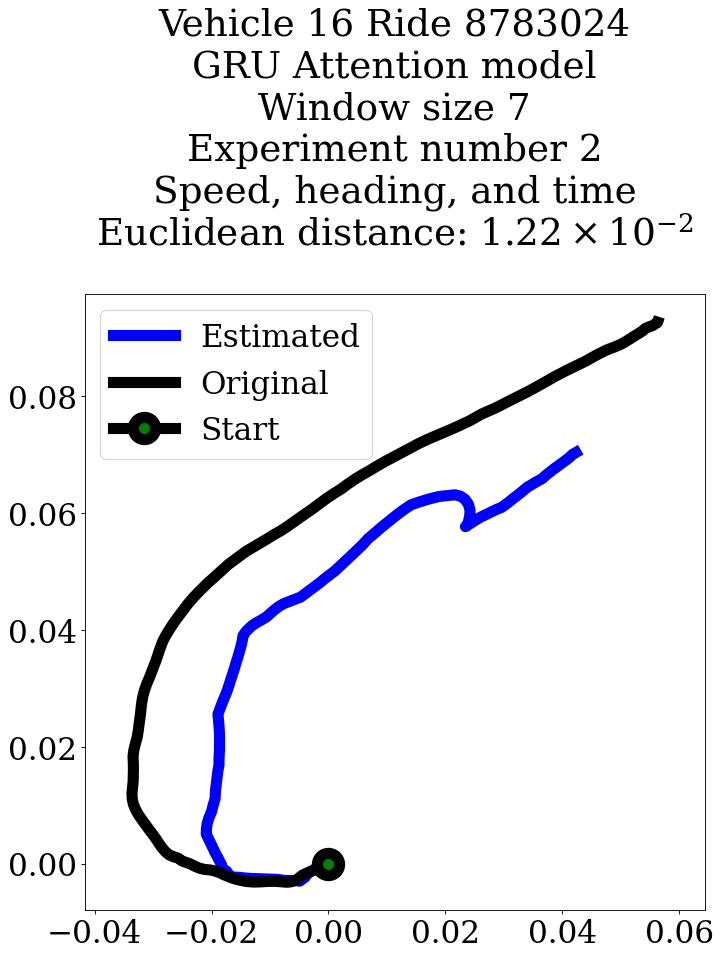 Vehicle 16 Ride 8783024
GRU Attention model
Window size 7
Experiment number 2
Speed, heading, and time
Euclidean distance: 1.22 × 10⁻²
Estimated
Original
Start
0.08
0.06
0.04
0.02
0.00
−0.04 −0.02 0.00 0.02 0.04 0.06